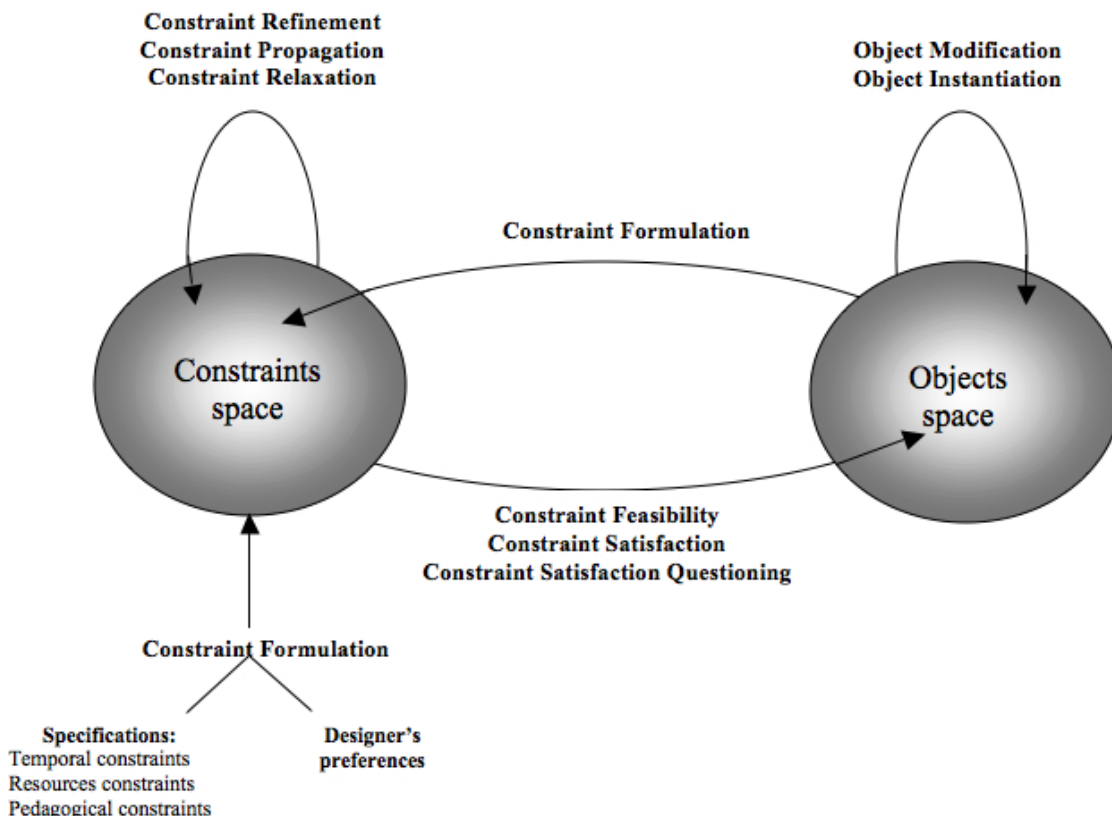 Constraint Refinement
Constraint Propagation
Constraint Relaxation
Object Modification
Object Instantiation
Constraint Formulation
Constraints
space
Objects
space
Constraint Feasibility
Constraint Satisfaction
Constraint Satisfaction Questioning
Constraint Formulation
Specifications:
Temporal constraints
Resources constraints
Pedagogical constraints
Designer's
preferences